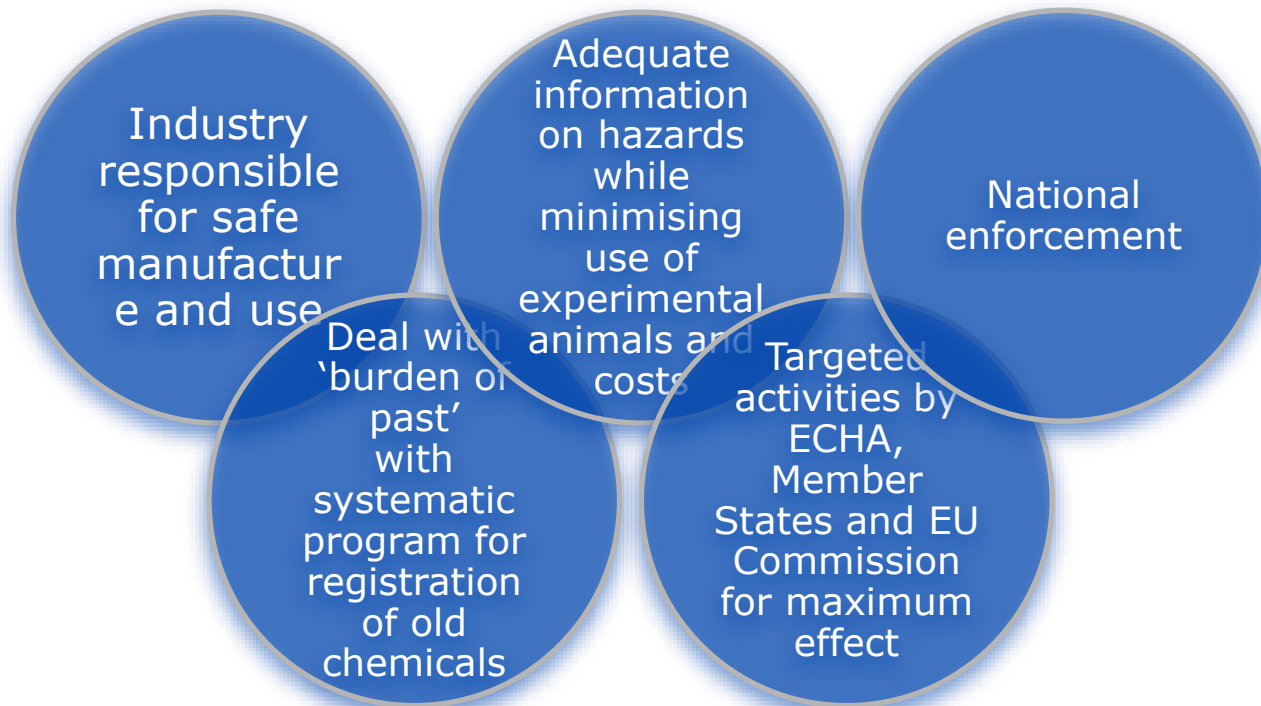 Industry
responsible
for safe
manufactur
e and use
Deal with
‘burden of
past’
with
systematic
program for
registration
of old
chemicals
Adequate
information
on hazards
while
minimising
use of
experimental
animals and
costs
Targeted
activities by
ECHA,
Member
States and EU
Commission
for maximum
effect
National
enforcement